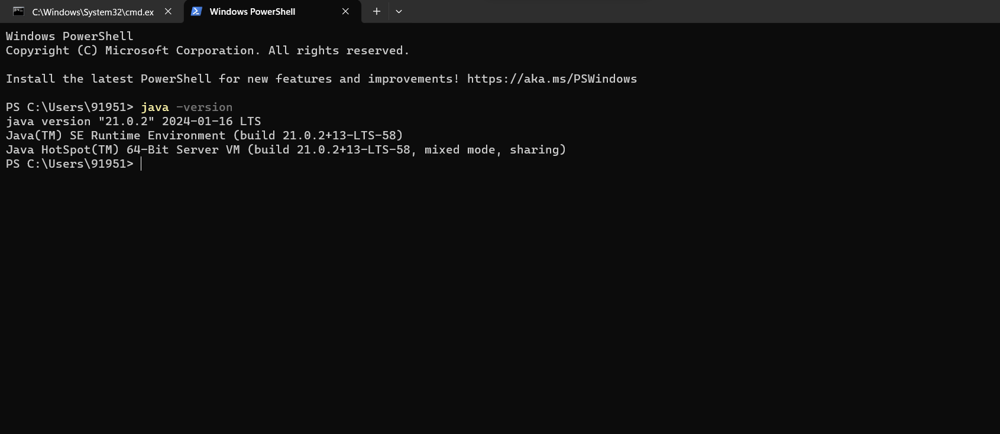 C:\Windows\System32\cmd.ex
Windows PowerShell
Windows PowerShell
Copyright (C) Microsoft Corporation. All rights reserved.
Install the latest PowerShell for new features and improvements! https://aka.ms/PSWindows
PS C:\Users\91951> java -version
java version "21.0.2" 2024-01-16 LTS
Java(TM) SE Runtime Environment (build 21.0.2+13-LTS-58)
Java HotSpot(TM) 64-Bit Server VM (build 21.0.2+13-LTS-58, mixed mode, sharing)
PS C:\Users\91951>